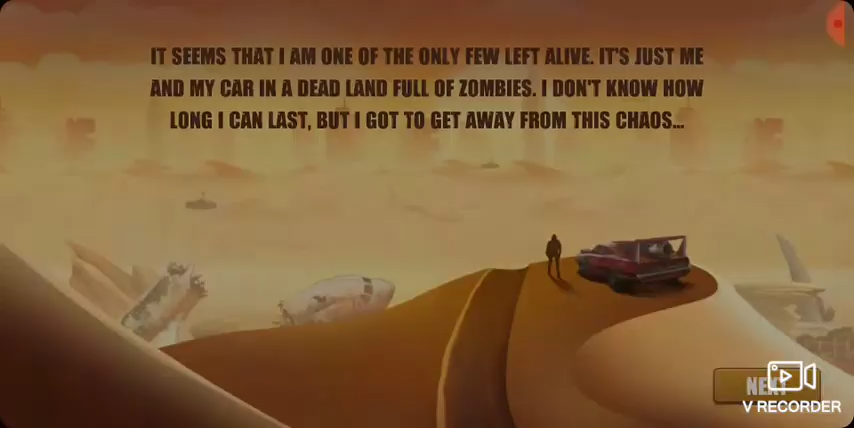 IT SEEMS THAT I AM ONE OF THE ONLY FEW LEFT ALIVE. IT'S JUST ME
AND MY CAR IN A DEAD LAND FULL OF ZOMBIES. I DON'T KNOW HOW
LONG I CAN LAST, BUT I GOT TO GET AWAY FROM THIS CHAOS...
NEXT
V RECORDER